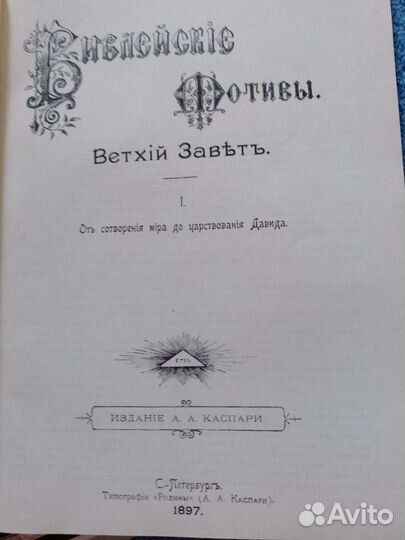 Библейскіе
Мотивы.
Ветхій Завѣтъ.
I.
Отъ сотворенія міра до царствованія Давида.
ИЗДАНІЕ А. А. КАСПАРИ.
С.-Петербургъ.
Типографія «Родины» (А. А. Каспари).
1897.
Avito